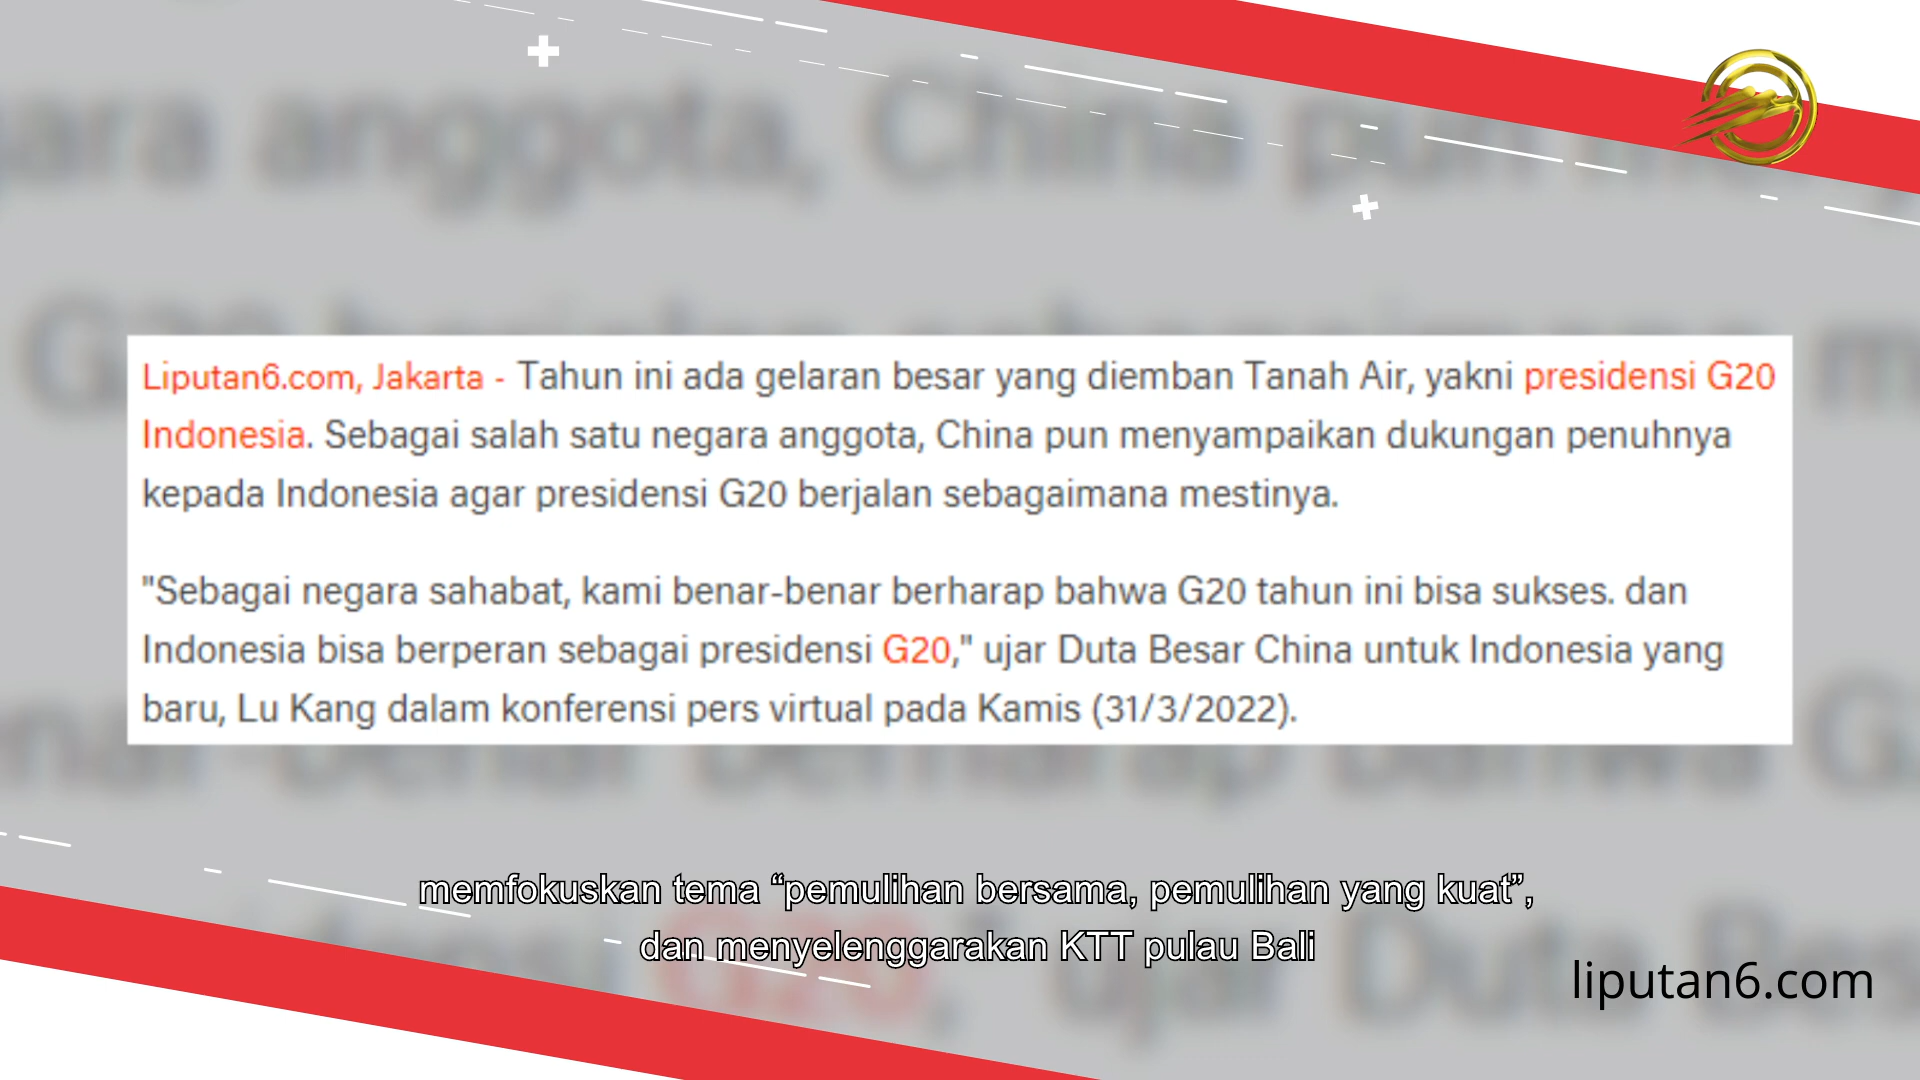 Liputan6.com, Jakarta - Tahun ini ada gelaran besar yang diemban Tanah Air, yakni presidensi G20
Indonesia. Sebagai salah satu negara anggota, China pun menyampaikan dukungan penuhnya
kepada Indonesia agar presidensi G20 berjalan sebagaimana mestinya.
"Sebagai negara sahabat, kami benar-benar berharap bahwa G20 tahun ini bisa sukses. dan
Indonesia bisa berperan sebagai presidensi G20," ujar Duta Besar China untuk Indonesia yang
baru, Lu Kang dalam konferensi pers virtual pada Kamis (31/3/2022).
memfokuskan tema “pemulihan bersama, pemulihan yang kuat”,
dan menyelenggarakan KTT pulau Bali
liputan6.com